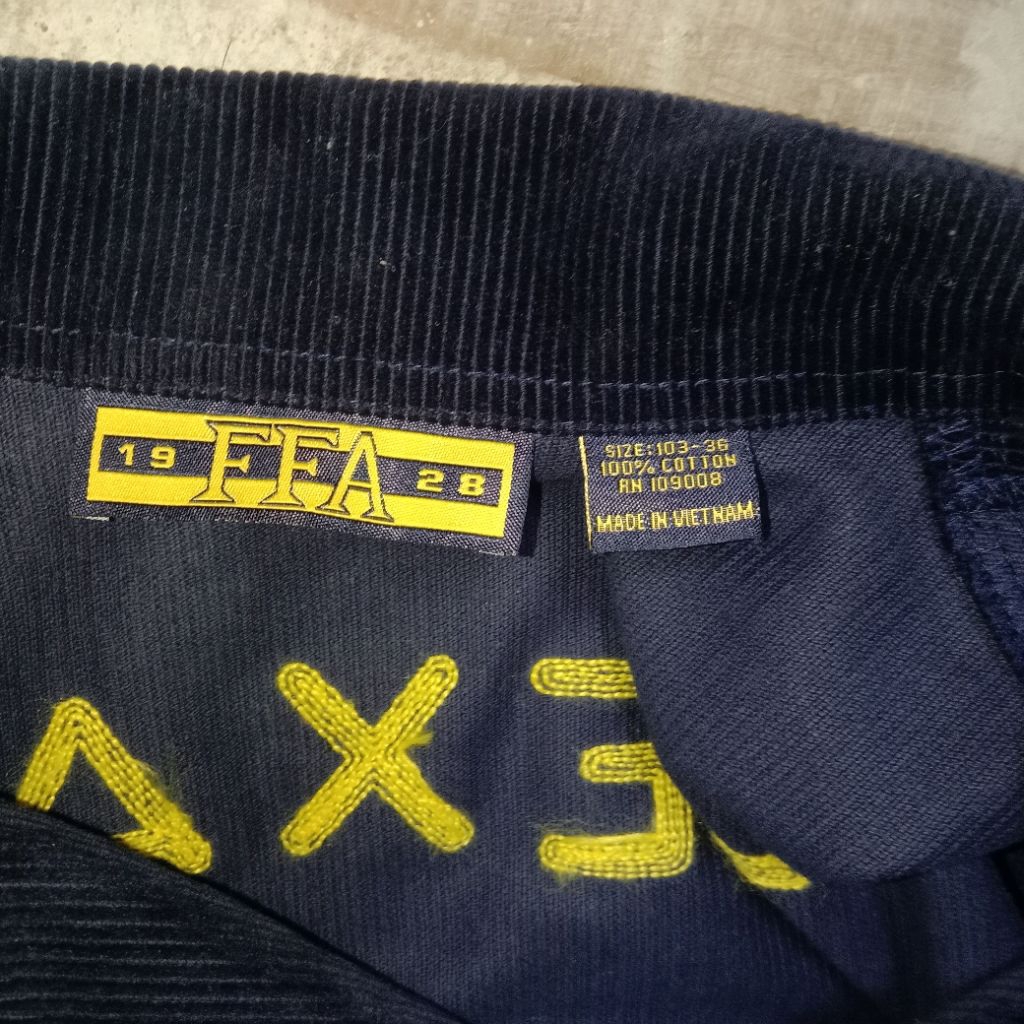 19 FFA 28
SIZE:103-36
100% COTTON
RN 109008
MADE IN VIETNAM